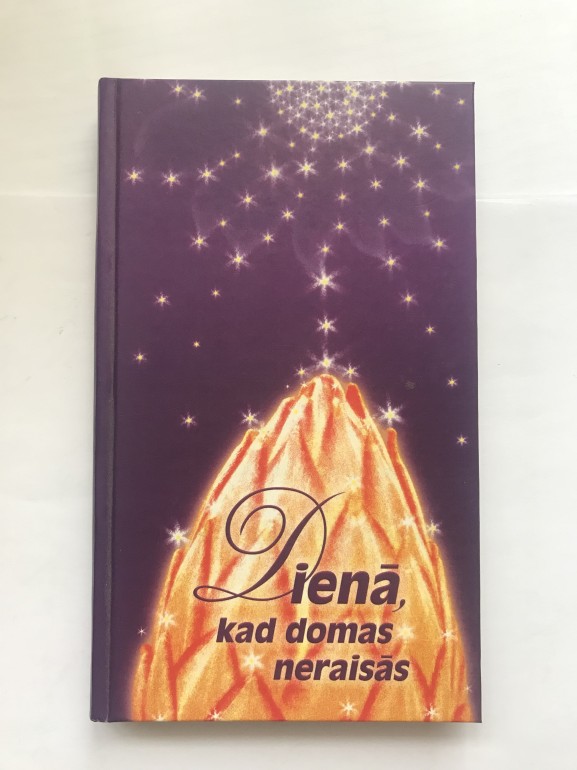 Dienā,
kad domas
neraisās